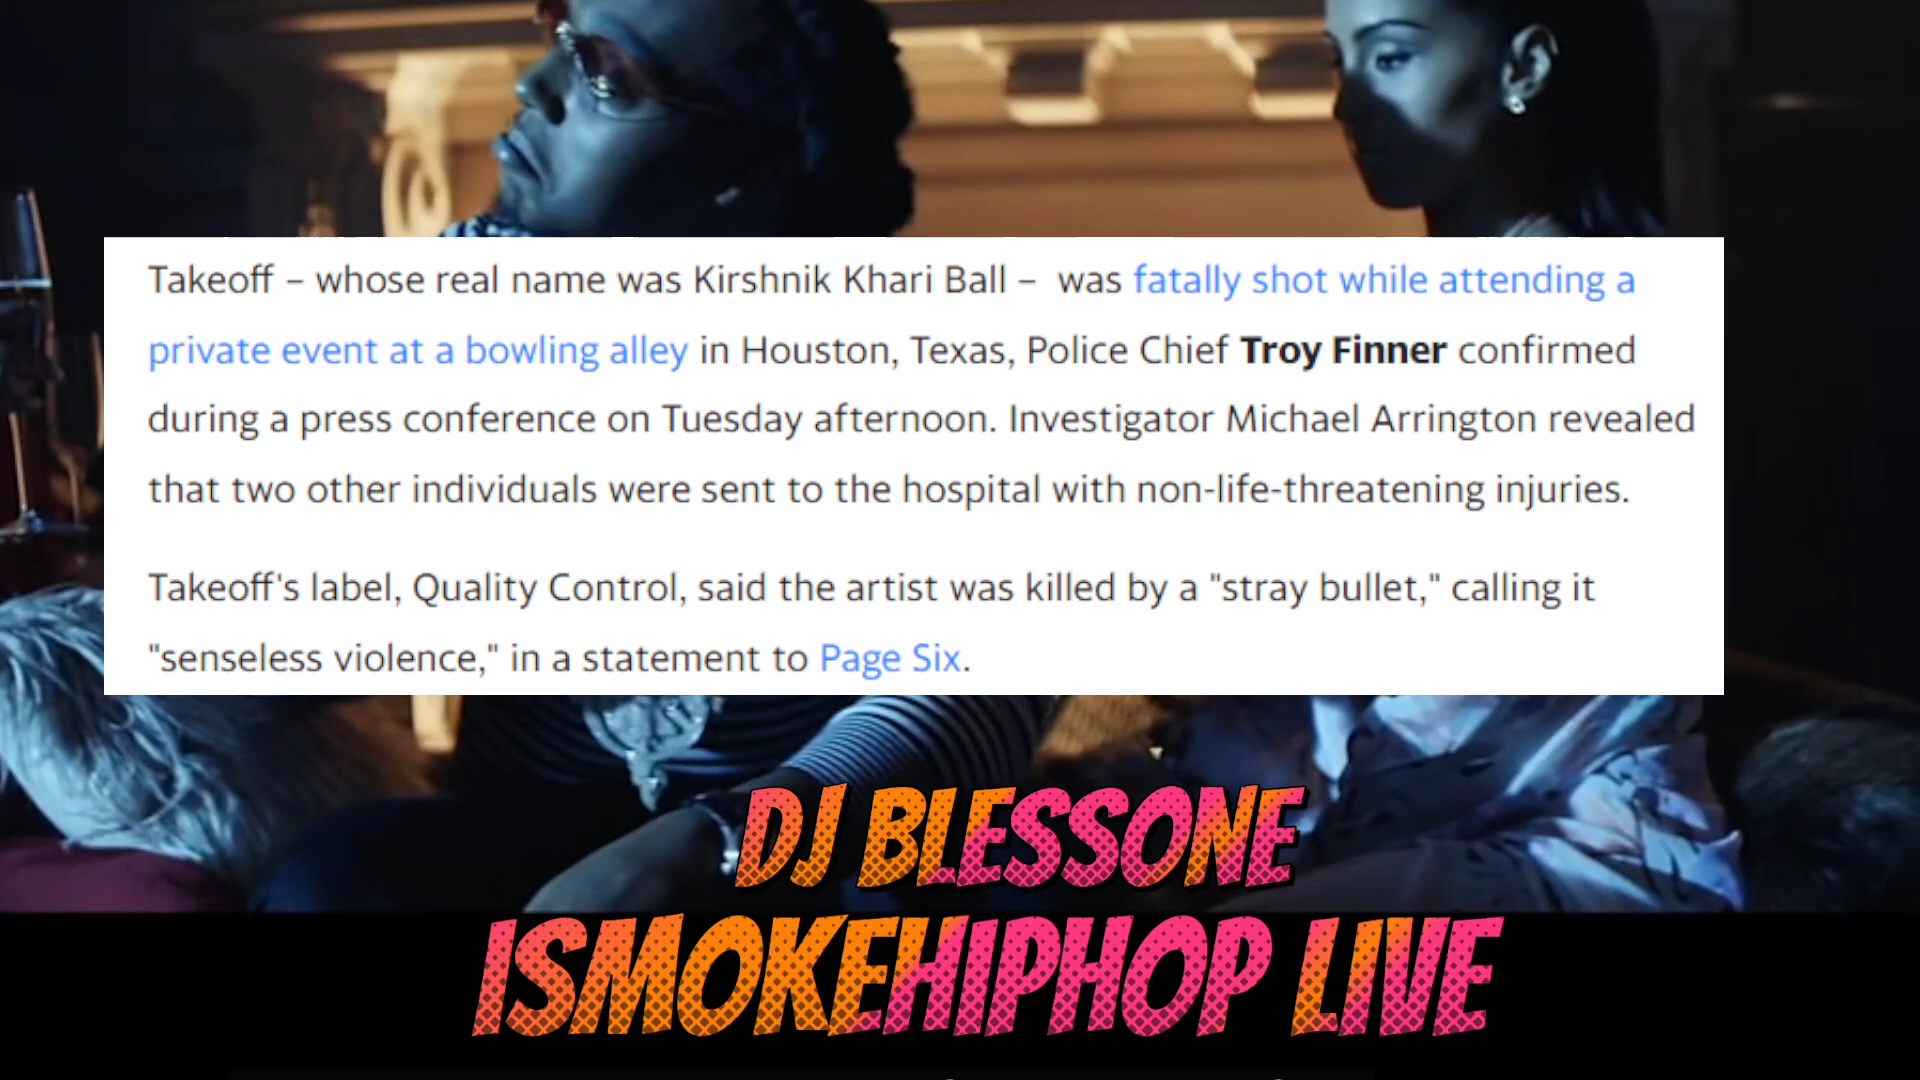 Takeoff – whose real name was Kirshnik Khari Ball – was fatally shot while attending a
private event at a bowling alley in Houston, Texas, Police Chief Troy Finner confirmed
during a press conference on Tuesday afternoon. Investigator Michael Arrington revealed
that two other individuals were sent to the hospital with non-life-threatening injuries.
Takeoff's label, Quality Control, said the artist was killed by a "stray bullet," calling it
"senseless violence," in a statement to Page Six.
DJ BLESSONE
ISMOKEHIPHOP LIVE